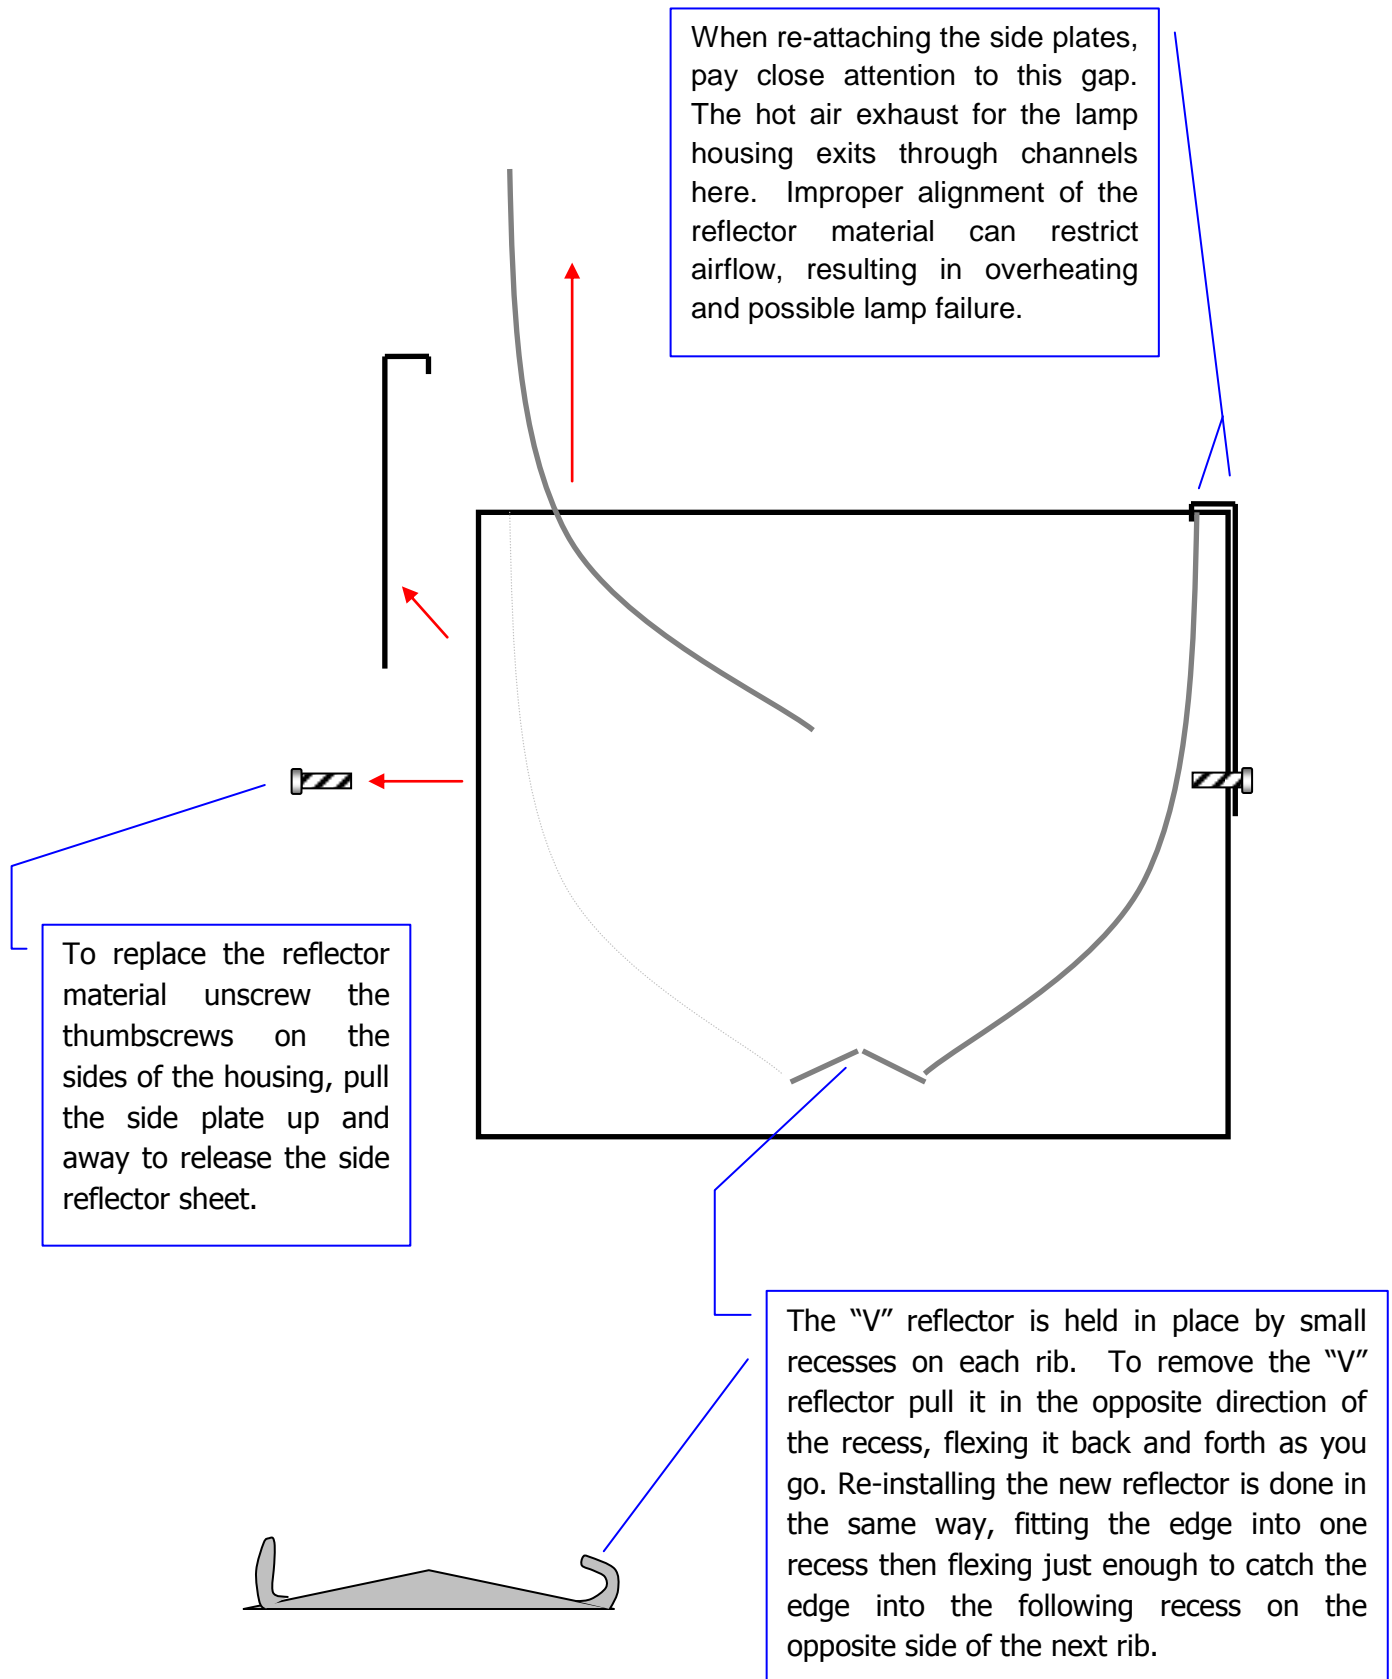 When re-attaching the side plates,
pay close attention to this gap.
The hot air exhaust for the lamp
housing exits through channels
here. Improper alignment of the
reflector material can restrict
airflow, resulting in overheating
and possible lamp failure.
To replace the reflector
material unscrew the
thumbscrews on the
sides of the housing, pull
the side plate up and
away to release the side
reflector sheet.
The “V” reflector is held in place by small
recesses on each rib. To remove the “V”
reflector pull it in the opposite direction of
the recess, flexing it back and forth as you
go. Re-installing the new reflector is done in
the same way, fitting the edge into one
recess then flexing just enough to catch the
edge into the following recess on the
opposite side of the next rib.